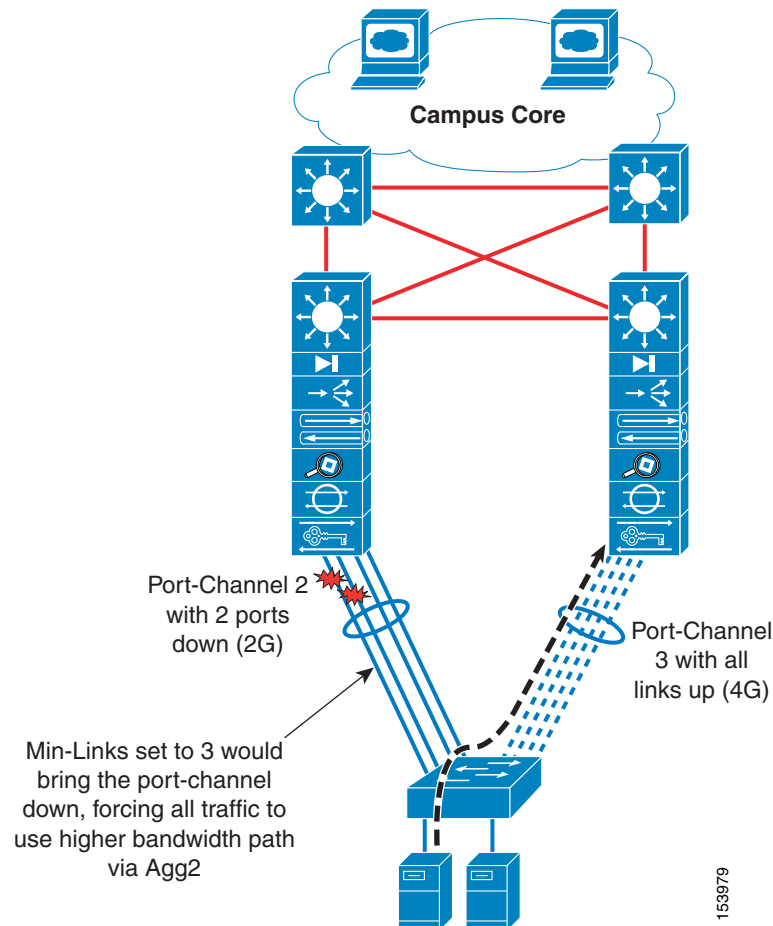 Campus Core
Port-Channel 2
with 2 ports
down (2G)
Port-Channel
3 with all
links up (4G)
Min-Links set to 3 would
bring the port-channel
down, forcing all traffic to
use higher bandwidth path
via Agg2
153979